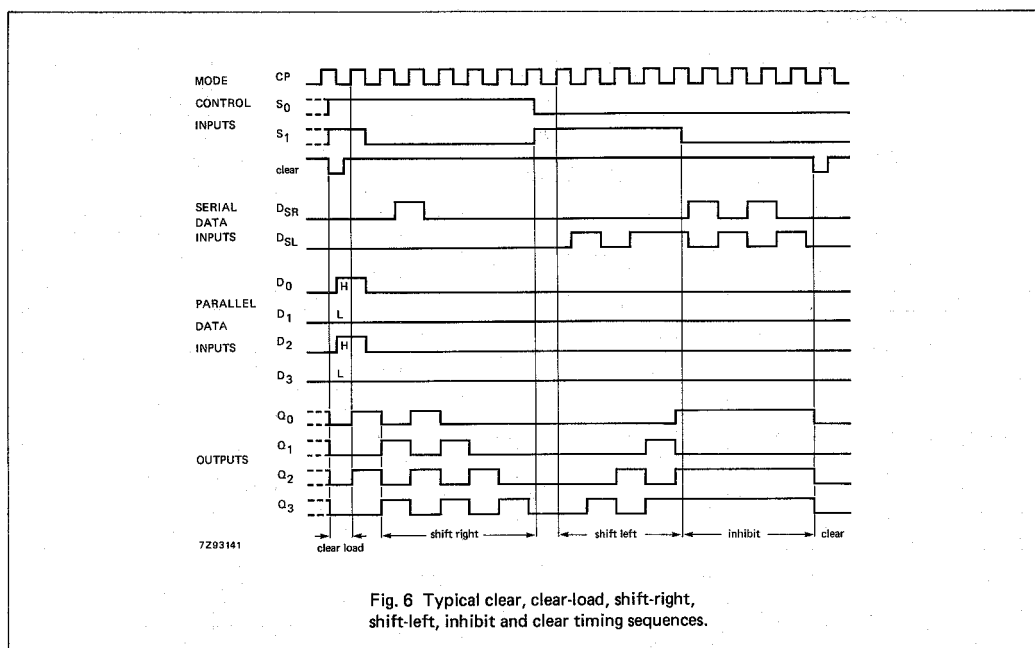 MODE CP
CONTROL S0
INPUTS S1
clear
SERIAL DSR
DATA
INPUTS DSL
D0 H
PARALLEL D1 L
DATA
INPUTS D2 H
D3 L
Q0
Q1
OUTPUTS
Q2
Q3
shift right shift left inhibit clear
7Z93141 clear load
Fig. 6 Typical clear, clear-load, shift-right,
shift-left, inhibit and clear timing sequences.